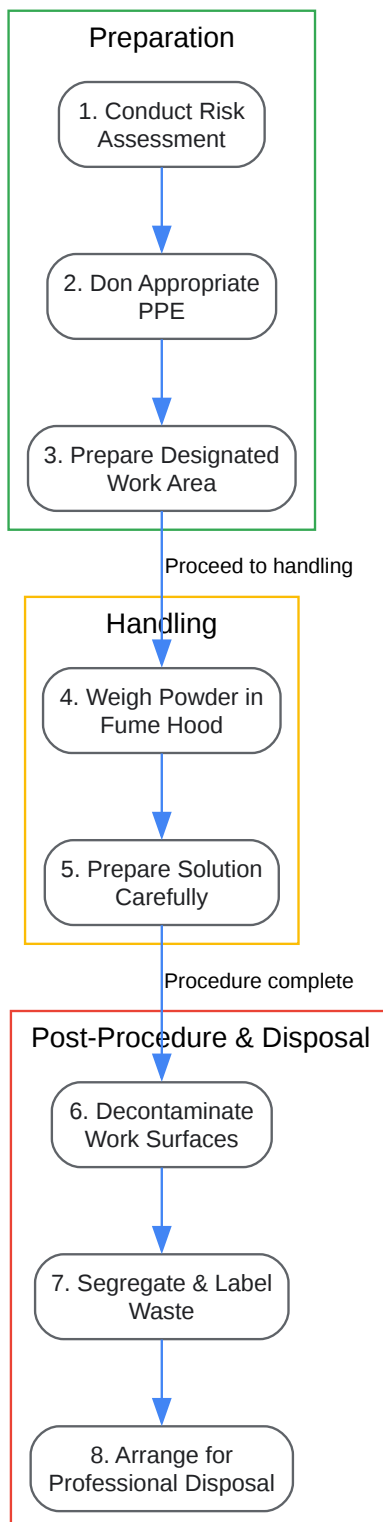 Preparation
1. Conduct Risk
Assessment
2. Don Appropriate
PPE
3. Prepare Designated
Work Area
Proceed to handling
Handling
4. Weigh Powder in
Fume Hood
5. Prepare Solution
Carefully
Procedure complete
Post-Procedure & Disposal
6. Decontaminate
Work Surfaces
7. Segregate & Label
Waste
8. Arrange for
Professional Disposal